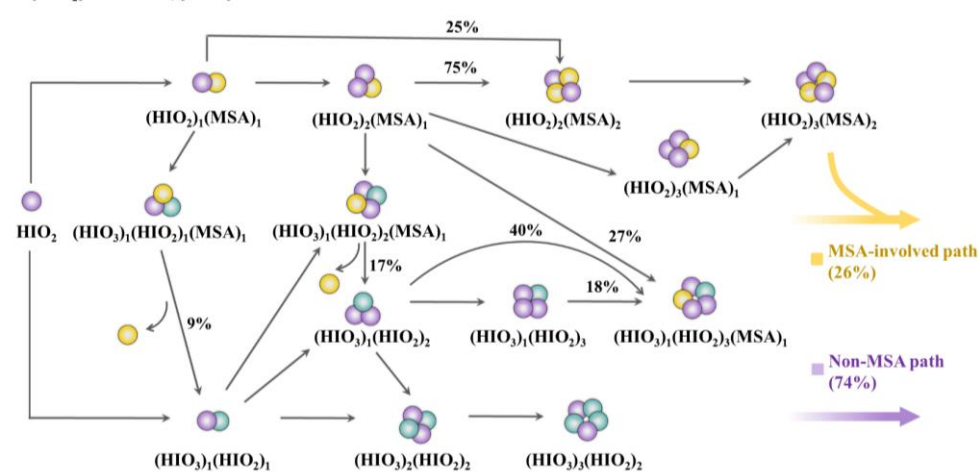 25%
75%
(HIO₂)₁(MSA)₁
(HIO₂)₂(MSA)₁
(HIO₂)₂(MSA)₂
(HIO₂)₃(MSA)₂
(HIO₂)₃(MSA)₁
HIO₂
(HIO₃)₁(HIO₂)₁(MSA)₁
(HIO₃)₁(HIO₂)₂(MSA)₁
40%
27%
MSA-involved path
(26%)
17%
18%
9%
(HIO₃)₁(HIO₂)₂
(HIO₃)₁(HIO₂)₃
(HIO₃)₁(HIO₂)₃(MSA)₁
Non-MSA path
(74%)
(HIO₃)₁(HIO₂)₁
(HIO₃)₂(HIO₂)₂
(HIO₃)₃(HIO₂)₂